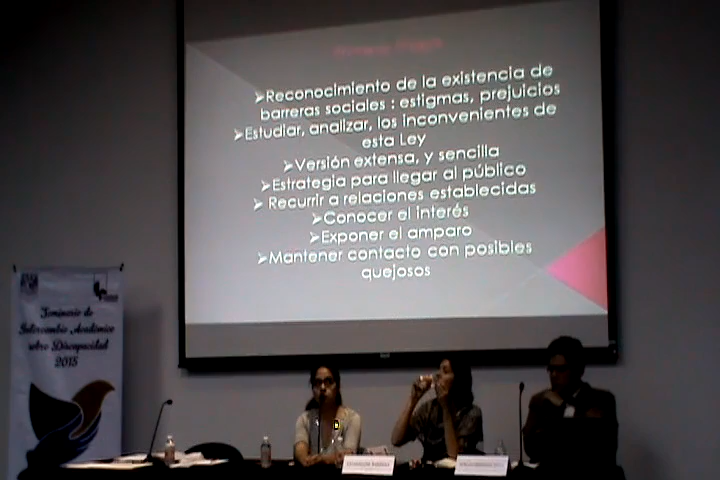 ➤Reconocimiento de la existencia de
barreras sociales : estigmas, prejuicios
➤Estudiar, analizar, los inconvenientes de
esta Ley
➤Versión extensa, y sencilla
➤Estrategia para llegar al público
➤ Recurrir a relaciones establecidas
➤Conocer el interés
➤Exponer el amparo
➤Mantener contacto con posibles
quejosos
Seminario de
Intercambio Académico
sobre Discapacidad
2015